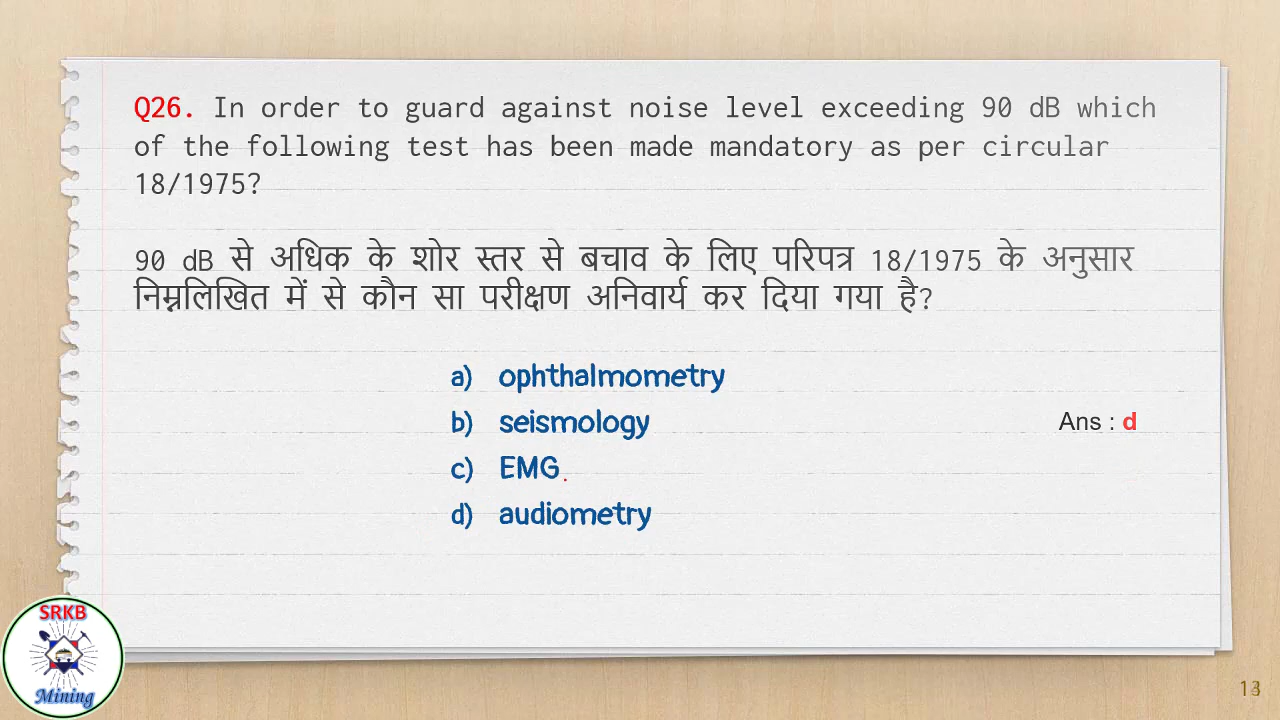 Q26. In order to guard against noise level exceeding 90 dB which
of the following test has been made mandatory as per circular
18/1975?
90 dB से अधिक के शोर स्तर से बचाव के लिए परिपत्र 18/1975 के अनुसार
निम्नलिखित में से कौन सा परीक्षण अनिवार्य कर दिया गया है?
a) ophthalmometry
b) seismology
Ans : d
c) EMG
d) audiometry
SRKB
Mining